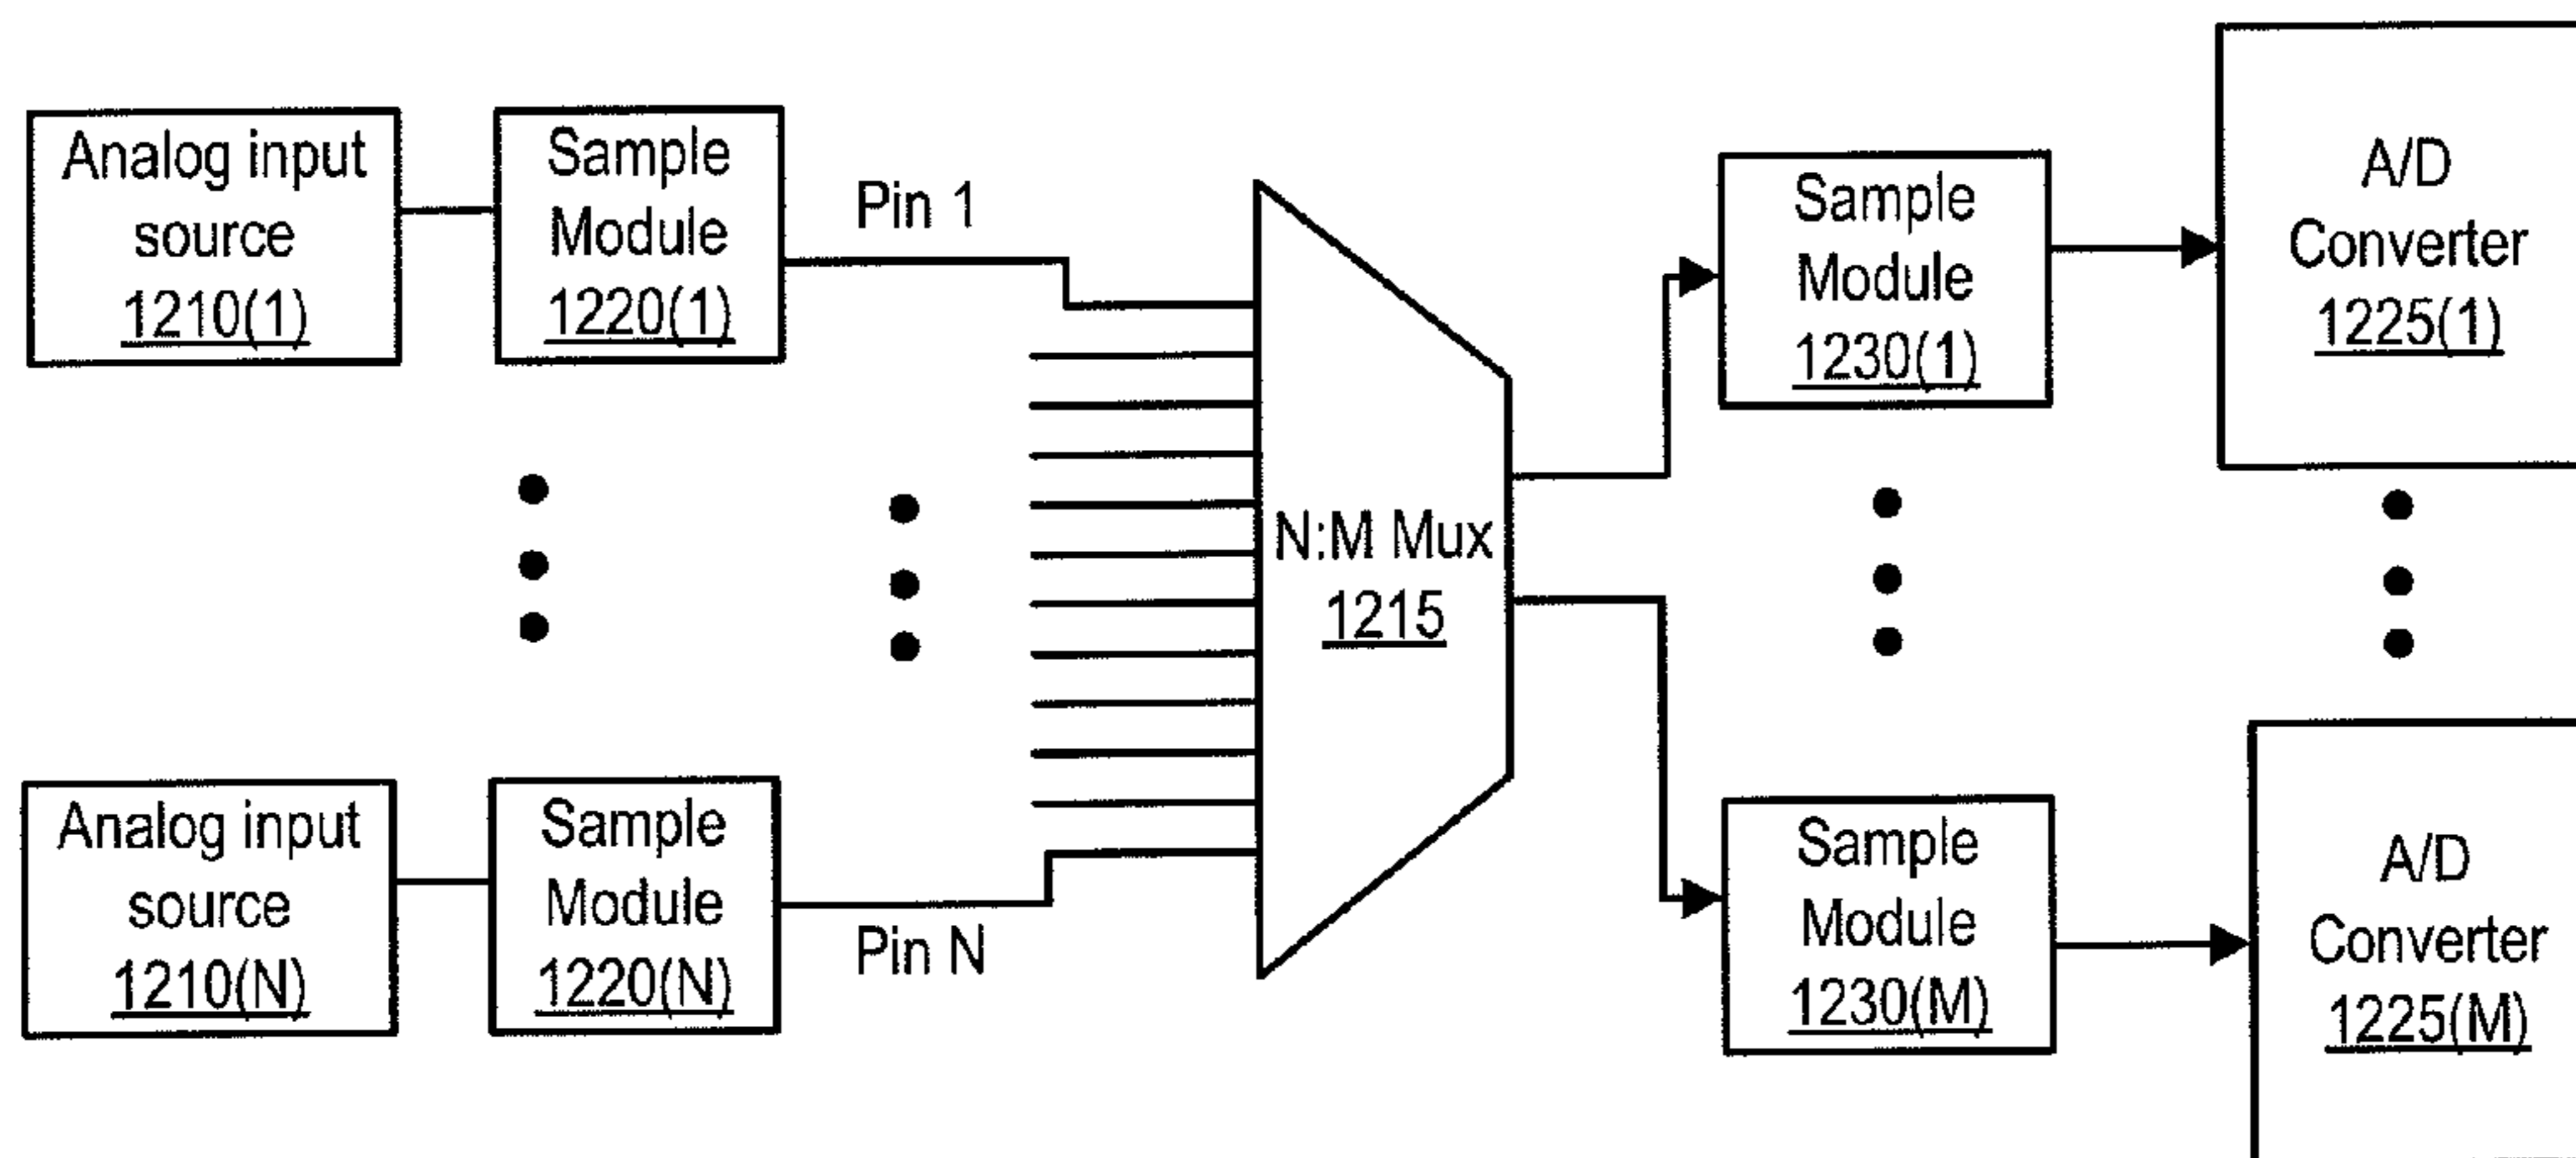 Analog input
source
1210(1)
Sample
Module
1220(1)
Pin 1
N:M Mux
1215
Sample
Module
1230(1)
A/D
Converter
1225(1)
Analog input
source
1210(N)
Sample
Module
1220(N)
Pin N
Sample
Module
1230(M)
A/D
Converter
1225(M)